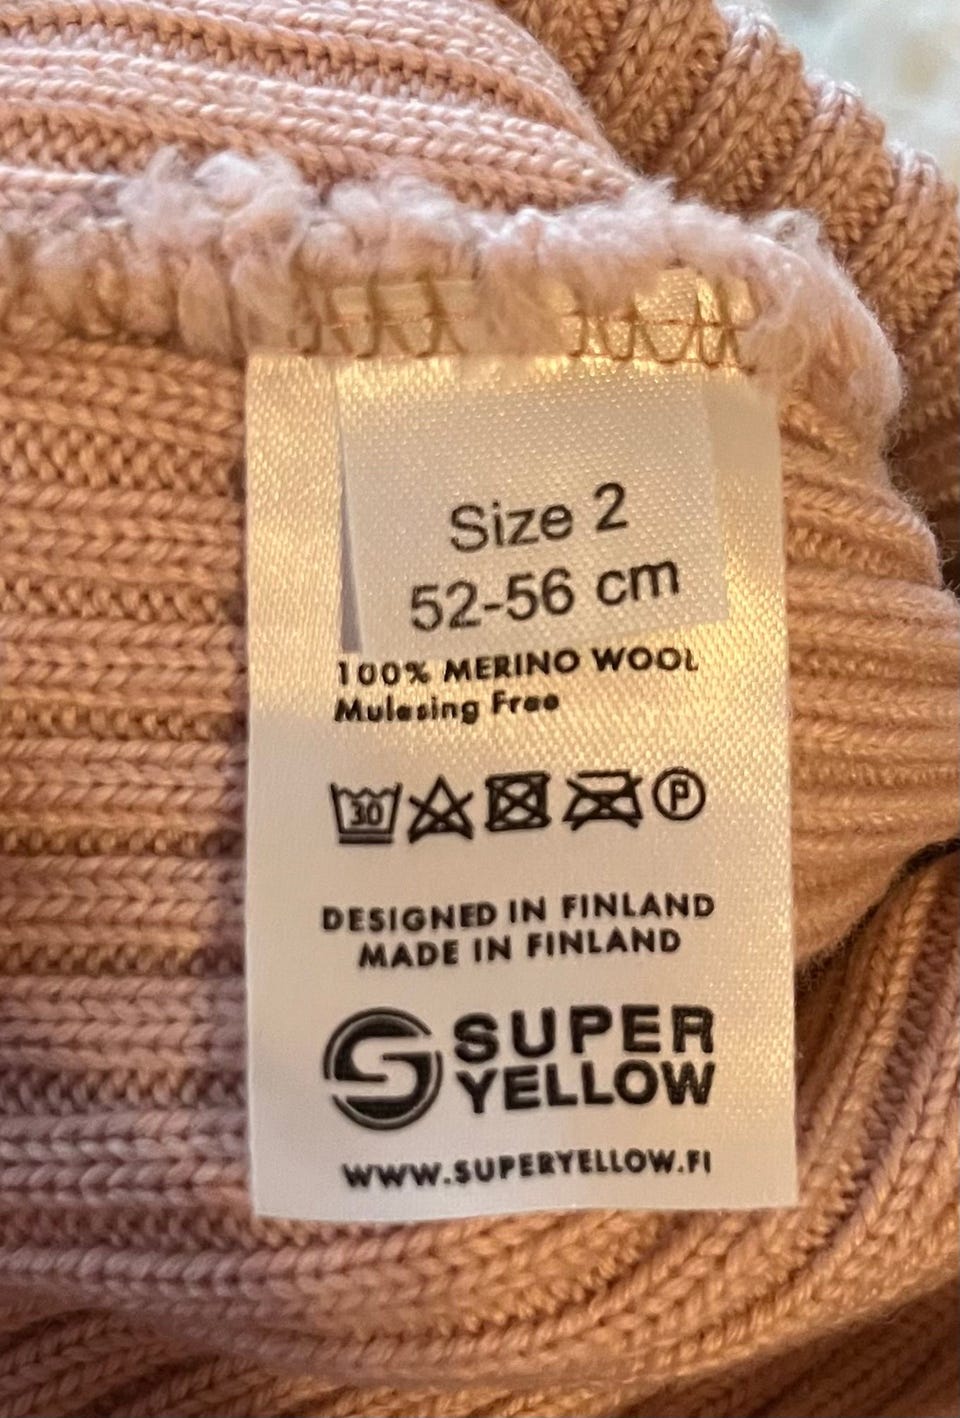 Size 2
52-56 cm
100% MERINO WOOL
Mulesing Free
30 P
DESIGNED IN FINLAND
MADE IN FINLAND
SUPER
YELLOW
WWW.SUPERYELLOW.FI